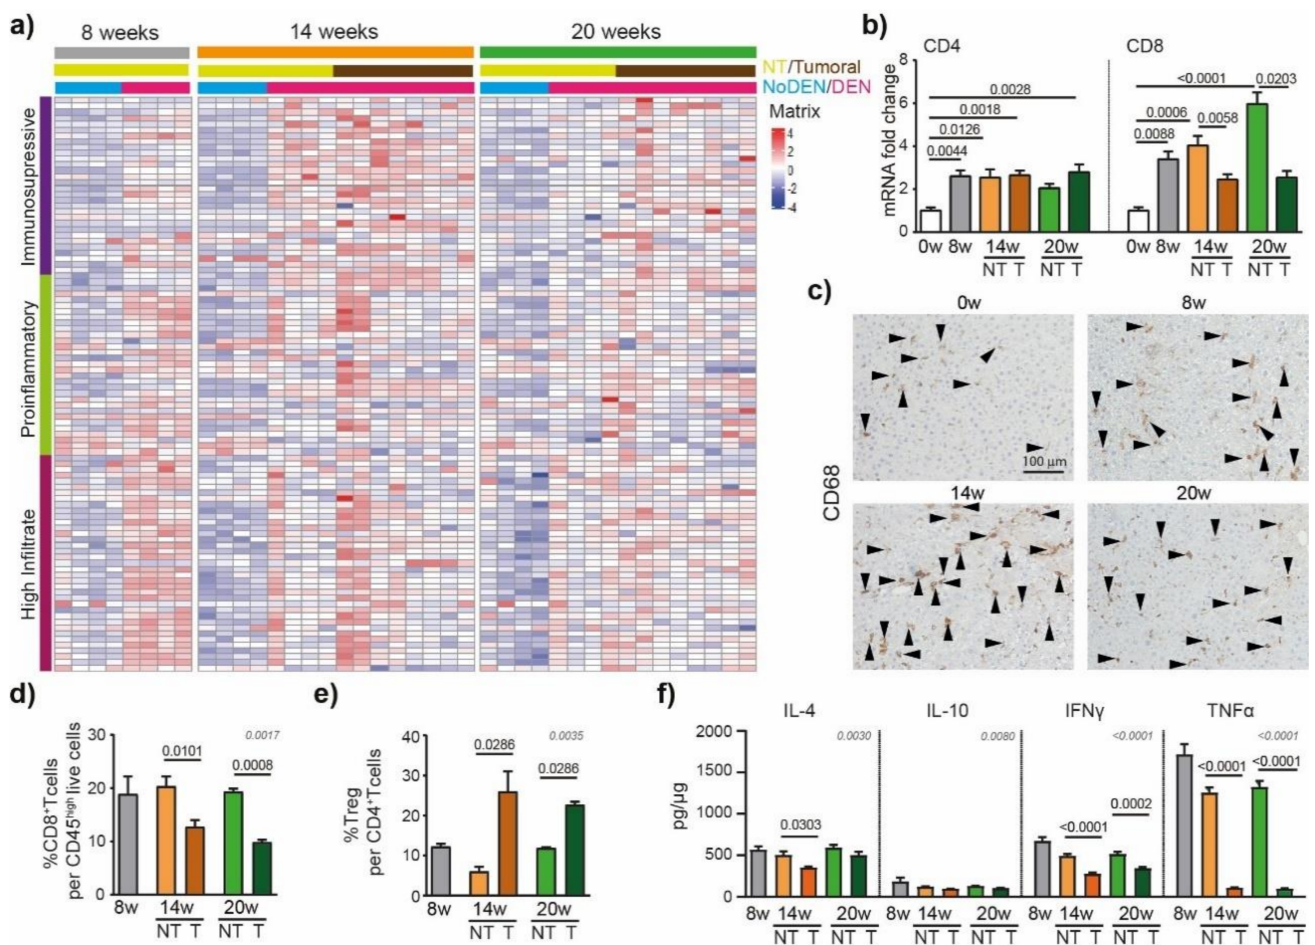 a)
8 weeks
14 weeks
20 weeks
NT/Tumoral
NoDEN/DEN
Matrix
4
2
0
-2
-4
Immunosupressive
Proinflammatory
High Infiltrate
b)
CD4
CD8
mRNA fold change
8
6
4
2
0
0.0028
0.0018
0.0126
0.0044
<0.0001
0.0203
0.0006
0.0058
0.0088
0w 8w 14w 20w
NT T NT T
0w 8w 14w 20w
NT T NT T
c)
CD68
0w
8w
100 µm
14w
20w
d)
%CD8+Tcells
per CD45high live cells
30
20
10
0
0.0101
0.0017
0.0008
8w 14w 20w
NT T NT T
e)
%Treg
per CD4+Tcells
40
30
20
10
0
0.0286
0.0035
0.0286
8w 14w 20w
NT T NT T
f)
IL-4
IL-10
IFNγ
TNFα
pg/µg
2000
1500
1000
500
0
0.0030
0.0080
<0.0001
<0.0001
0.0303
<0.0001
0.0002
<0.0001
<0.0001
8w 14w 20w
NT T NT T
8w 14w 20w
NT T NT T
8w 14w 20w
NT T NT T
8w 14w 20w
NT T NT T